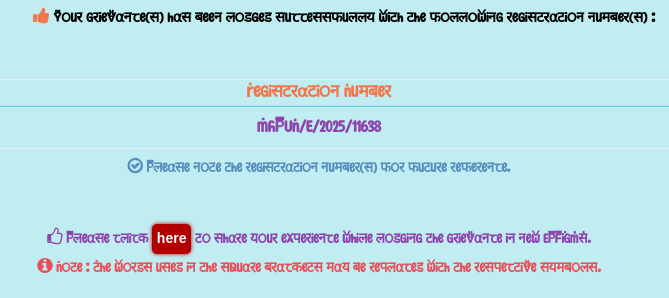 Your Grievance(s) has been lodged successfully with the following registration number(s) :
Registration Number
MHPUN/E/2025/11638
Please note the registration number(s) for future reference.
Please click here to share your experience while lodging the grievance in new EPFiGMS.
Note : The words used in the square brackets may be replaced with the respective symbols.